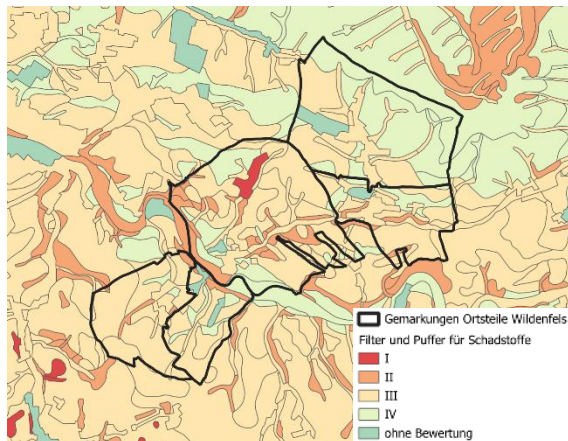 Gemarkungen Ortsteile Wildenfels
Filter und Puffer für Schadstoffe
I
II
III
IV
ohne Bewertung